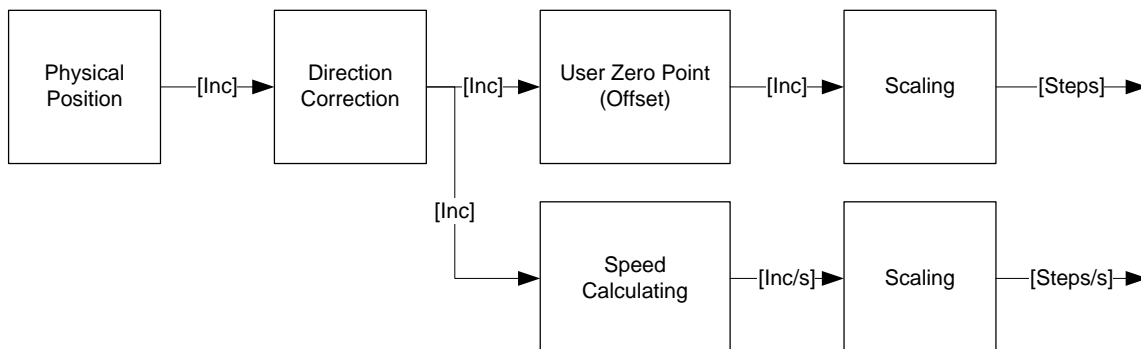 Physical
Position
[Inc]
Direction
Correction
[Inc]
User Zero Point
(Offset)
[Inc]
Scaling
[Steps]
[Inc]
Speed
Calculating
[Inc/s]
Scaling
[Steps/s]